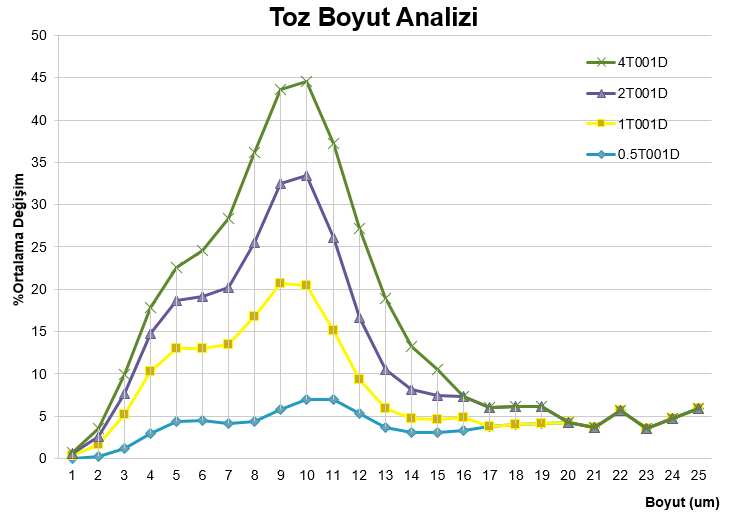 Toz Boyut Analizi
50
45
40
35
30
25
20
15
10
5
0
%Ortalama Değişim
4T001D
2T001D
1T001D
0.5T001D
1 2 3 4 5 6 7 8 9 10 11 12 13 14 15 16 17 18 19 20 21 22 23 24 25
Boyut (um)